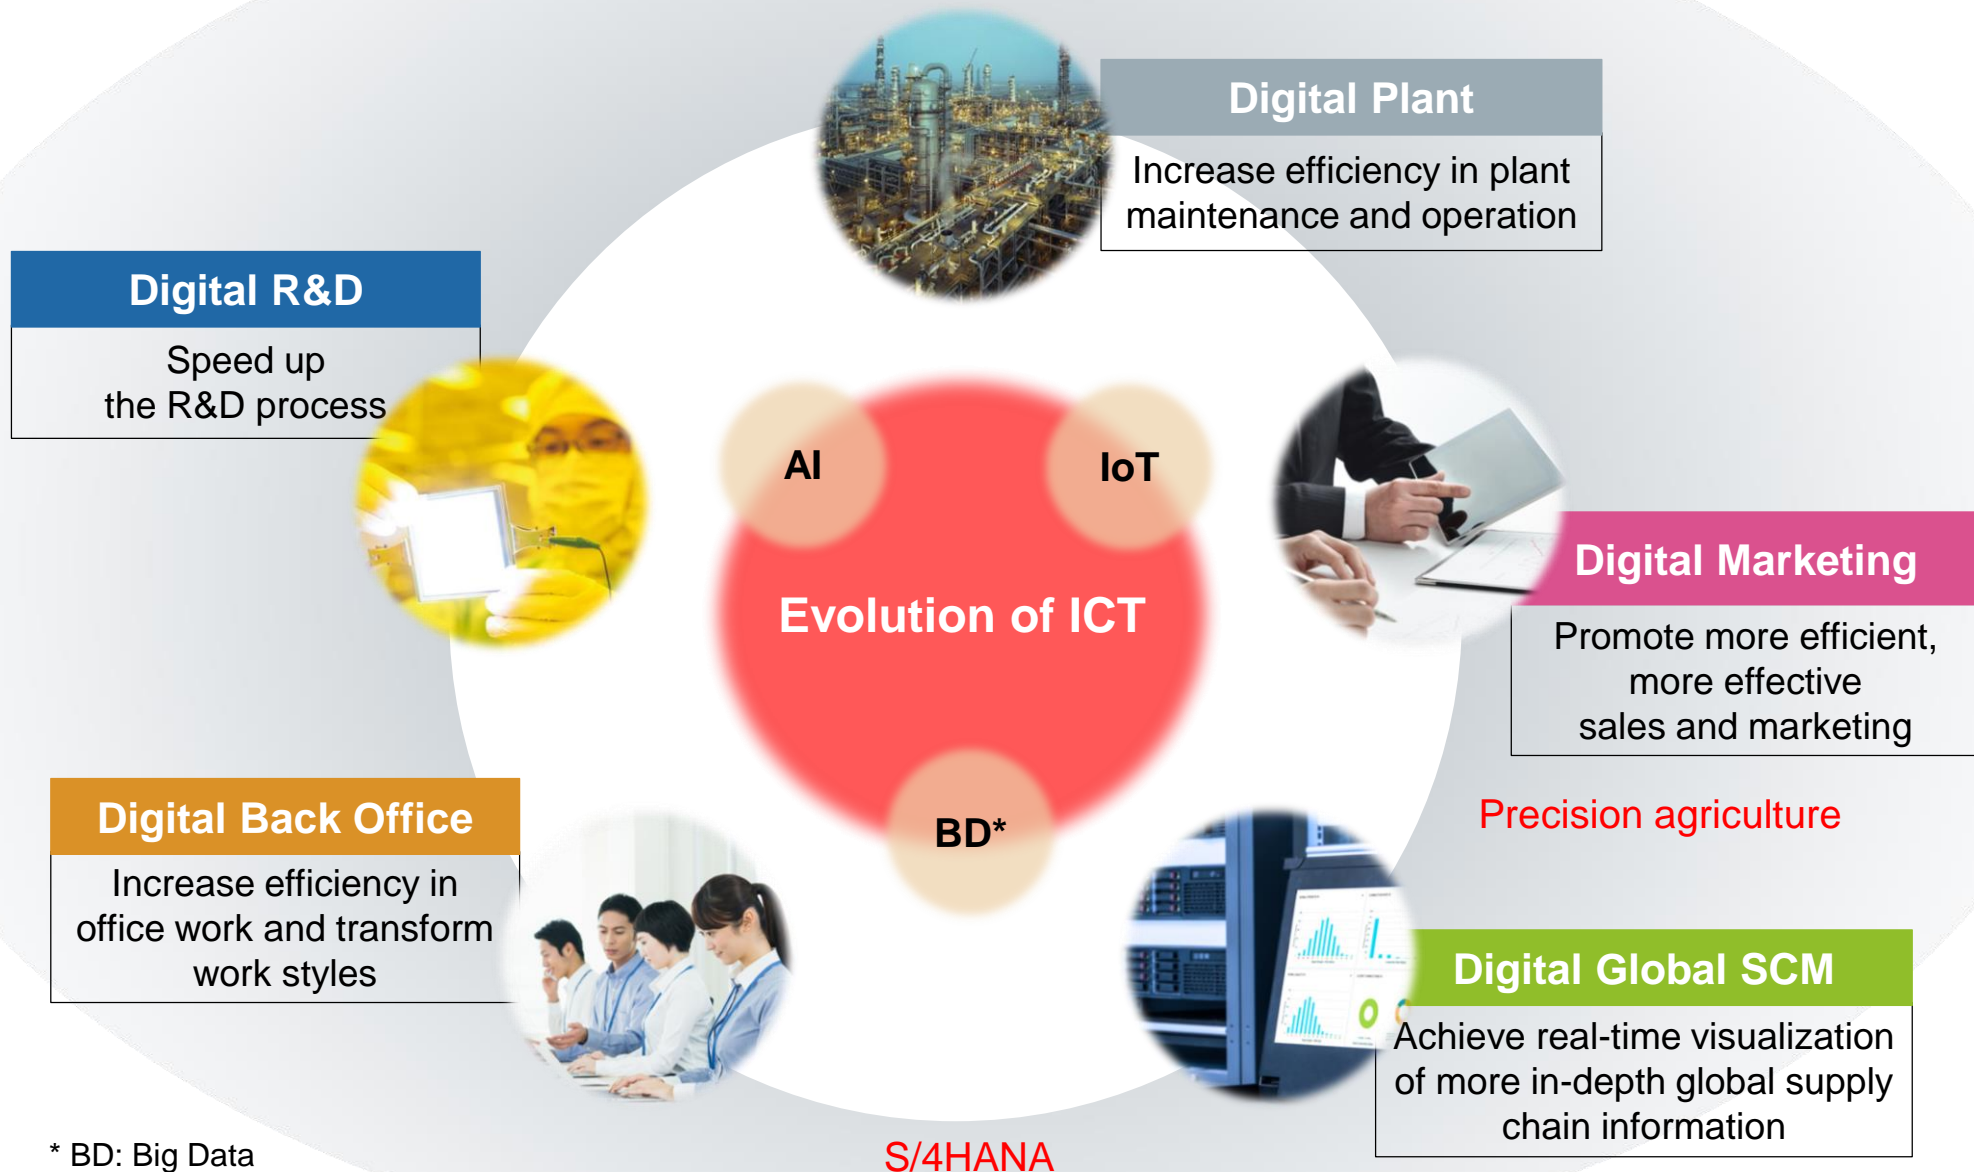 Digital Plant
Increase efficiency in plant
maintenance and operation
Digital R&D
Speed up
the R&D process
AI
IoT
Evolution of ICT
BD*
Digital Marketing
Promote more efficient,
more effective
sales and marketing
Precision agriculture
Digital Back Office
Increase efficiency in
office work and transform
work styles
Digital Global SCM
Achieve real-time visualization
of more in-depth global supply
chain information
S/4HANA
* BD: Big Data